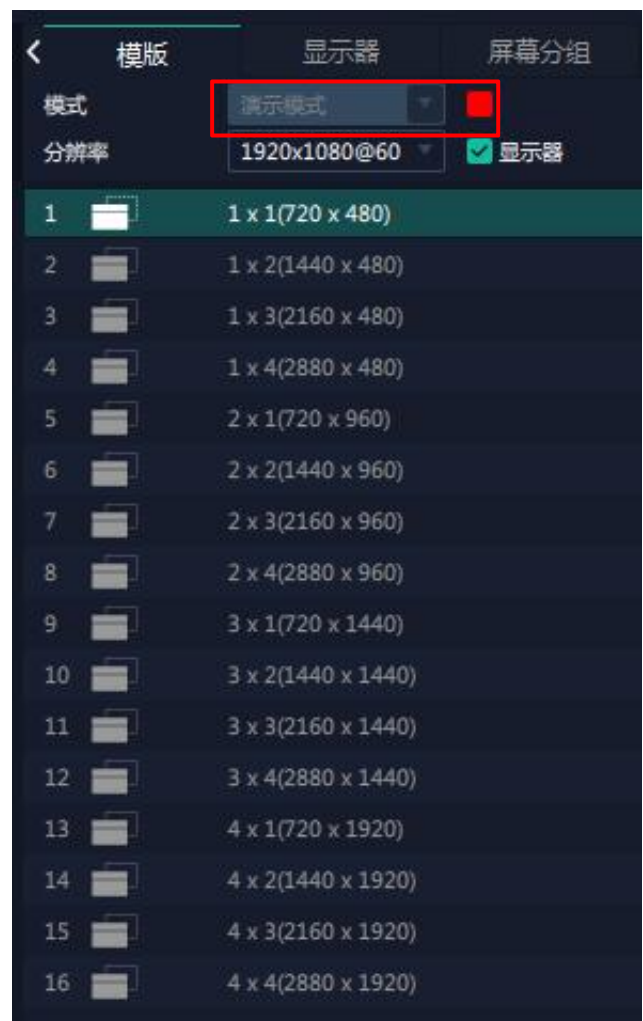 模版 显示器 屏幕分组
模式 演示模式
分辨率 1920x1080@60 显示器
1 1 x 1(720 x 480)
2 1 x 2(1440 x 480)
3 1 x 3(2160 x 480)
4 1 x 4(2880 x 480)
5 2 x 1(720 x 960)
6 2 x 2(1440 x 960)
7 2 x 3(2160 x 960)
8 2 x 4(2880 x 960)
9 3 x 1(720 x 1440)
10 3 x 2(1440 x 1440)
11 3 x 3(2160 x 1440)
12 3 x 4(2880 x 1440)
13 4 x 1(720 x 1920)
14 4 x 2(1440 x 1920)
15 4 x 3(2160 x 1920)
16 4 x 4(2880 x 1920)